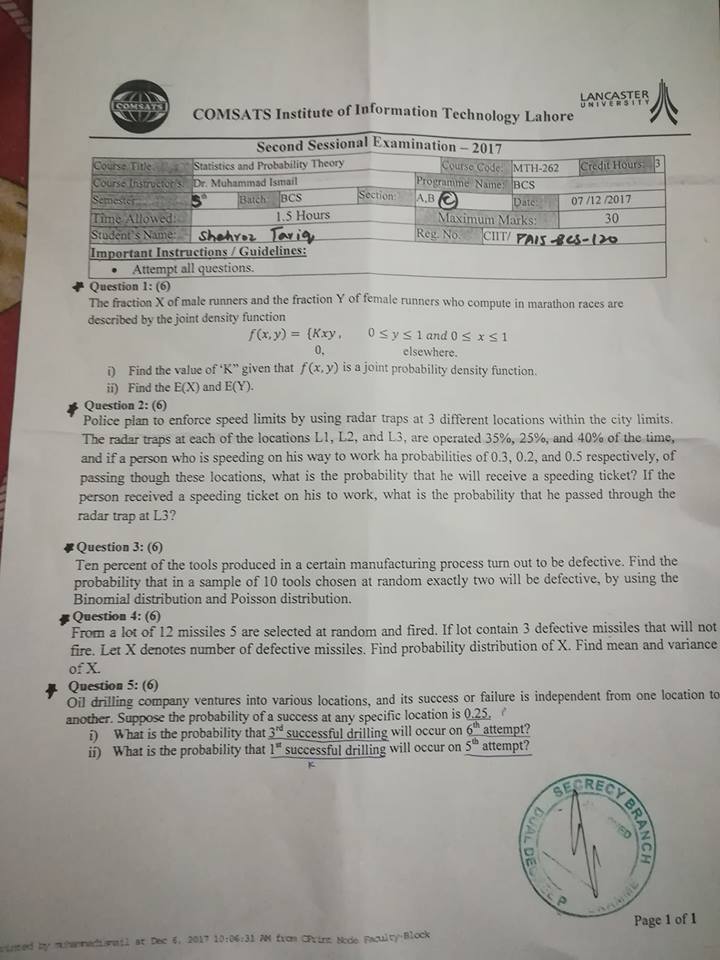 COMSATS
COMSATS Institute of Information Technology Lahore
LANCASTER
UNIVERSITY
Second Sessional Examination – 2017
Course Title: Statistics and Probability Theory Course Code: MTH-262 Credit Hours: 3
Course Instructor/s: Dr. Muhammad Ismail Programme Name: BCS
Semester: 5th Batch: BCS Section: A,B C Date: 07 /12 /2017
Time Allowed: 1.5 Hours Maximum Marks: 30
Student's Name: Shahroz Tariq Reg. No. CIIT/ FA15-BCS-120
Important Instructions / Guidelines:
• Attempt all questions.
Question 1: (6)
The fraction X of male runners and the fraction Y of female runners who compute in marathon races are
described by the joint density function
f(x, y) = {Kxy, 0 ≤ y ≤ 1 and 0 ≤ x ≤ 1
0, elsewhere.
i) Find the value of 'K" given that f(x, y) is a joint probability density function.
ii) Find the E(X) and E(Y).
Question 2: (6)
Police plan to enforce speed limits by using radar traps at 3 different locations within the city limits.
The radar traps at each of the locations L1, L2, and L3, are operated 35%, 25%, and 40% of the time,
and if a person who is speeding on his way to work ha probabilities of 0.3, 0.2, and 0.5 respectively, of
passing though these locations, what is the probability that he will receive a speeding ticket? If the
person received a speeding ticket on his to work, what is the probability that he passed through the
radar trap at L3?
Question 3: (6)
Ten percent of the tools produced in a certain manufacturing process turn out to be defective. Find the
probability that in a sample of 10 tools chosen at random exactly two will be defective, by using the
Binomial distribution and Poisson distribution.
Question 4: (6)
From a lot of 12 missiles 5 are selected at random and fired. If lot contain 3 defective missiles that will not
fire. Let X denotes number of defective missiles. Find probability distribution of X. Find mean and variance
of X.
Question 5: (6)
Oil drilling company ventures into various locations, and its success or failure is independent from one location to
another. Suppose the probability of a success at any specific location is 0.25. P
i) What is the probability that 3rd successful drilling will occur on 6th attempt?
ii) What is the probability that 1st successful drilling will occur on 5th attempt?
K
SECRECY BRANCH
Page 1 of 1
by muhammadismail at Dec 6, 2017 10:06:31 AM from CPrint Node Faculty-Block